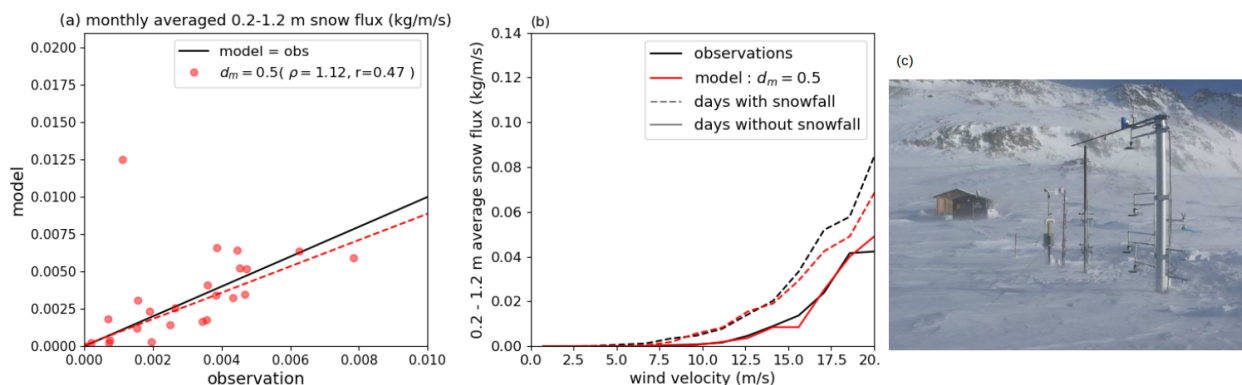 (a) monthly averaged 0.2-1.2 m snow flux (kg/m/s)
0.0200
0.0175
0.0150
0.0125
0.0100
0.0075
0.0050
0.0025
0.0000
model
model = obs
d_m = 0.5( ρ = 1.12, r=0.47 )
0.000 0.002 0.004 0.006 0.008 0.010
observation
(b)
0.14
0.12
0.10
0.08
0.06
0.04
0.02
0.00
0.2 - 1.2 m average snow flux (kg/m/s)
observations
model : d_m = 0.5
days with snowfall
days without snowfall
0.0 2.5 5.0 7.5 10.0 12.5 15.0 17.5 20.
wind velocity (m/s)
(c)